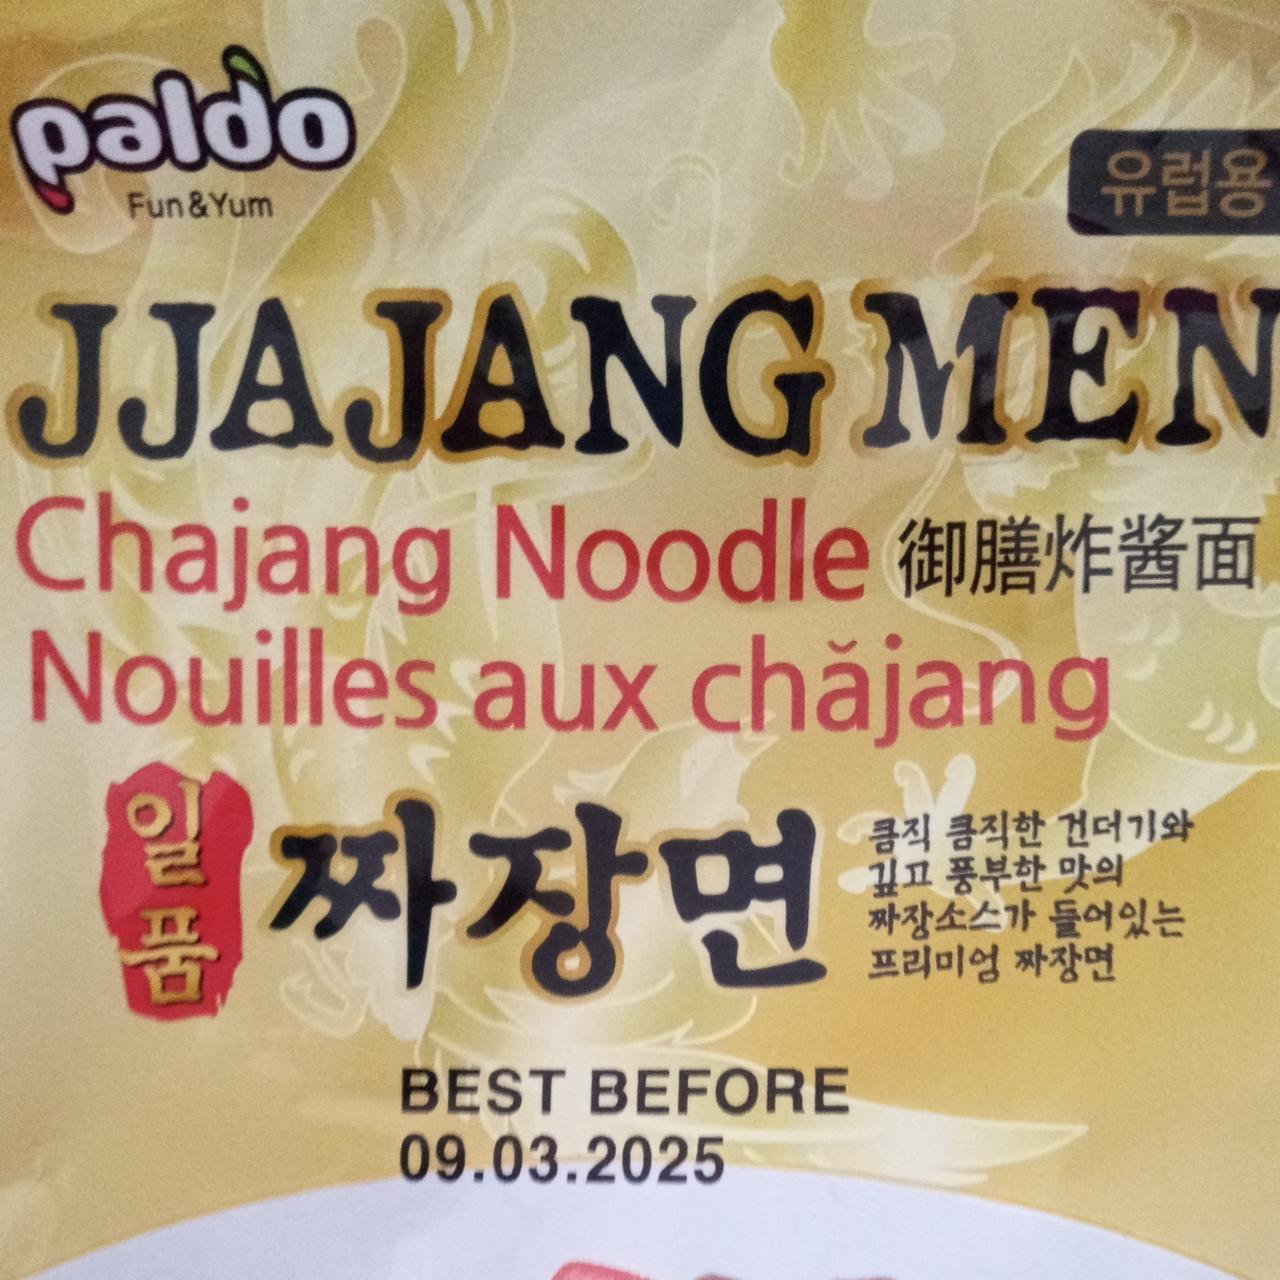 paldo
Fun&Yum
유럽용
JJAJANG MEN
Chajang Noodle 御膳炸酱面
Nouilles aux chăjang
일품
짜장면
큼직 큼직한 건더기와
깊고 풍부한 맛의
짜장소스가 들어있는
프리미엄 짜장면
BEST BEFORE
09.03.2025